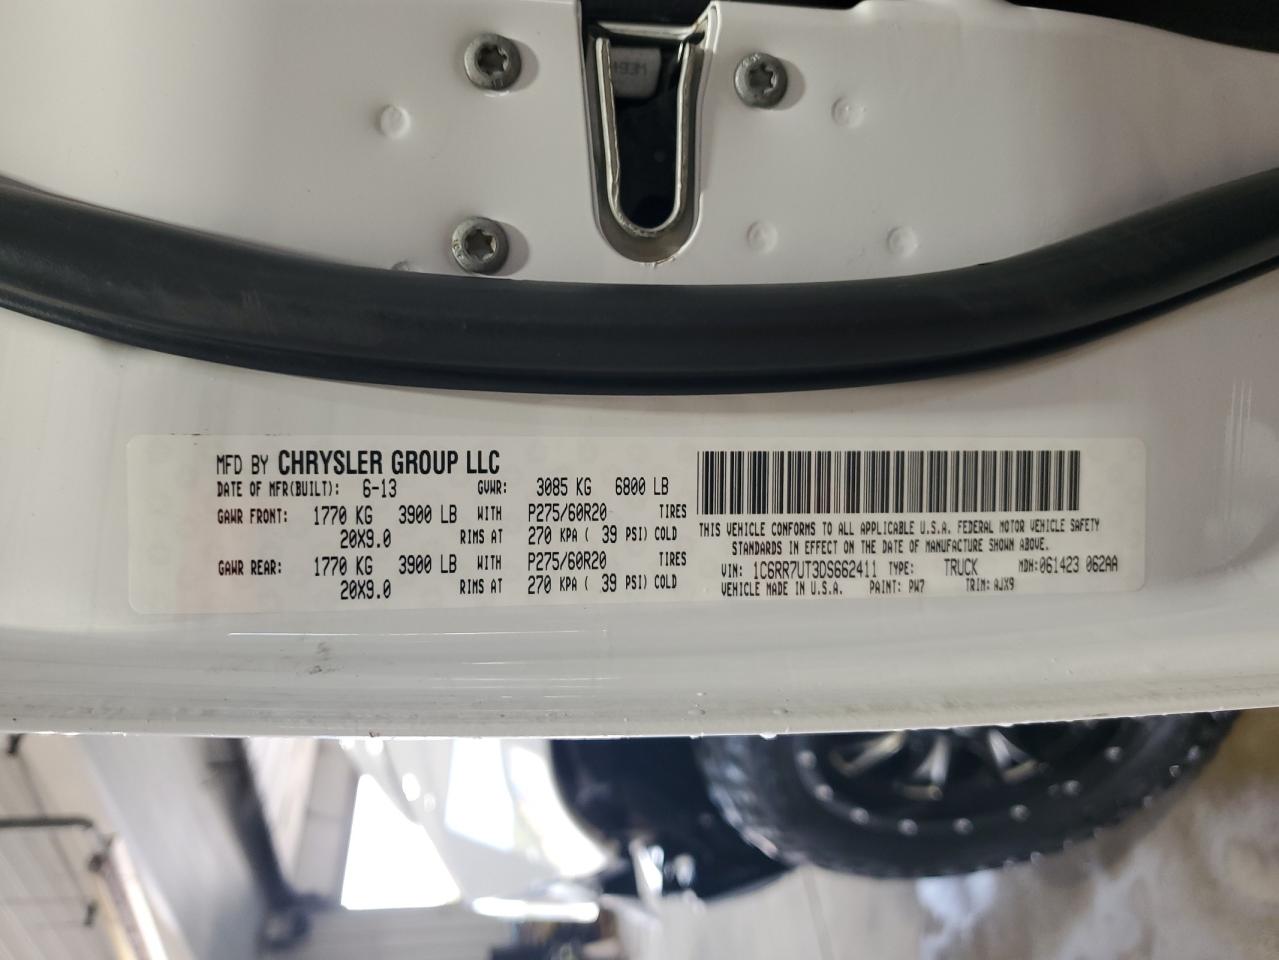 MFD BY CHRYSLER GROUP LLC
DATE OF MFR(BUILT): 6-13 GVWR: 3085 KG 6800 LB
GAWR FRONT: 1770 KG 3900 LB WITH P275/60R20 TIRES
20X9.0 RIMS AT 270 KPA ( 39 PSI) COLD
GAWR REAR: 1770 KG 3900 LB WITH P275/60R20 TIRES
20X9.0 RIMS AT 270 KPA ( 39 PSI) COLD
THIS VEHICLE CONFORMS TO ALL APPLICABLE U.S.A. FEDERAL MOTOR VEHICLE SAFETY
STANDARDS IN EFFECT ON THE DATE OF MANUFACTURE SHOWN ABOVE.
VIN: 1C6RR7UT3DS662411 TYPE: TRUCK MDH: 061423 062AA
VEHICLE MADE IN U.S.A. PAINT: PW7 TRIM: AJX9